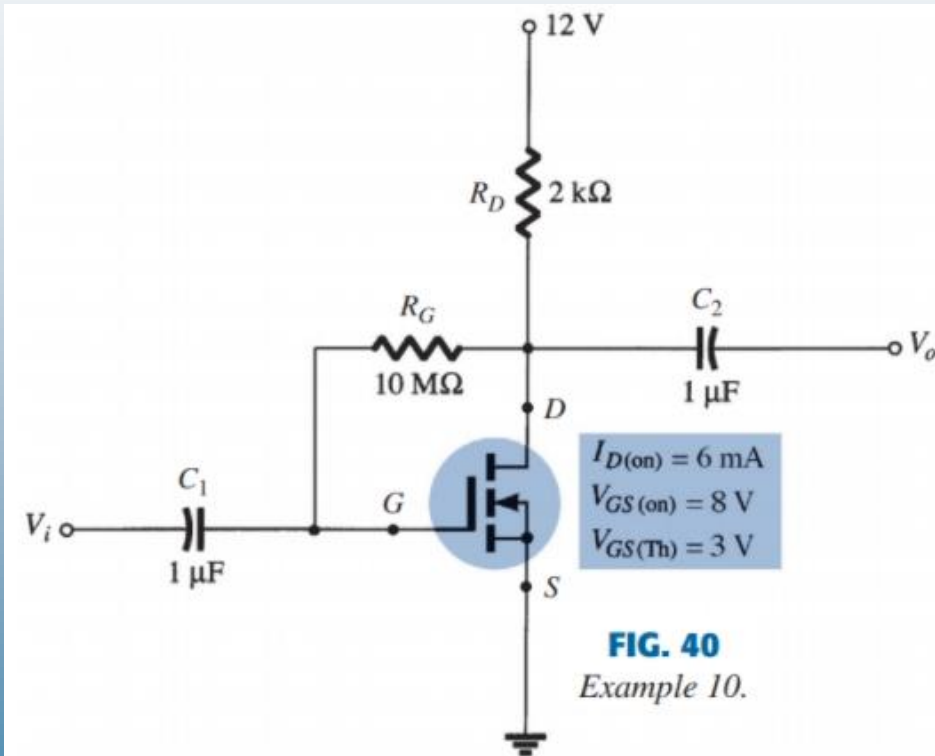 12 V
R_D 2 kΩ
R_G
10 MΩ
C_2
1 μF
V_o
D
I_D(on) = 6 mA
V_GS(on) = 8 V
V_GS(Th) = 3 V
C_1
G
V_i
1 μF
S
FIG. 40
Example 10.